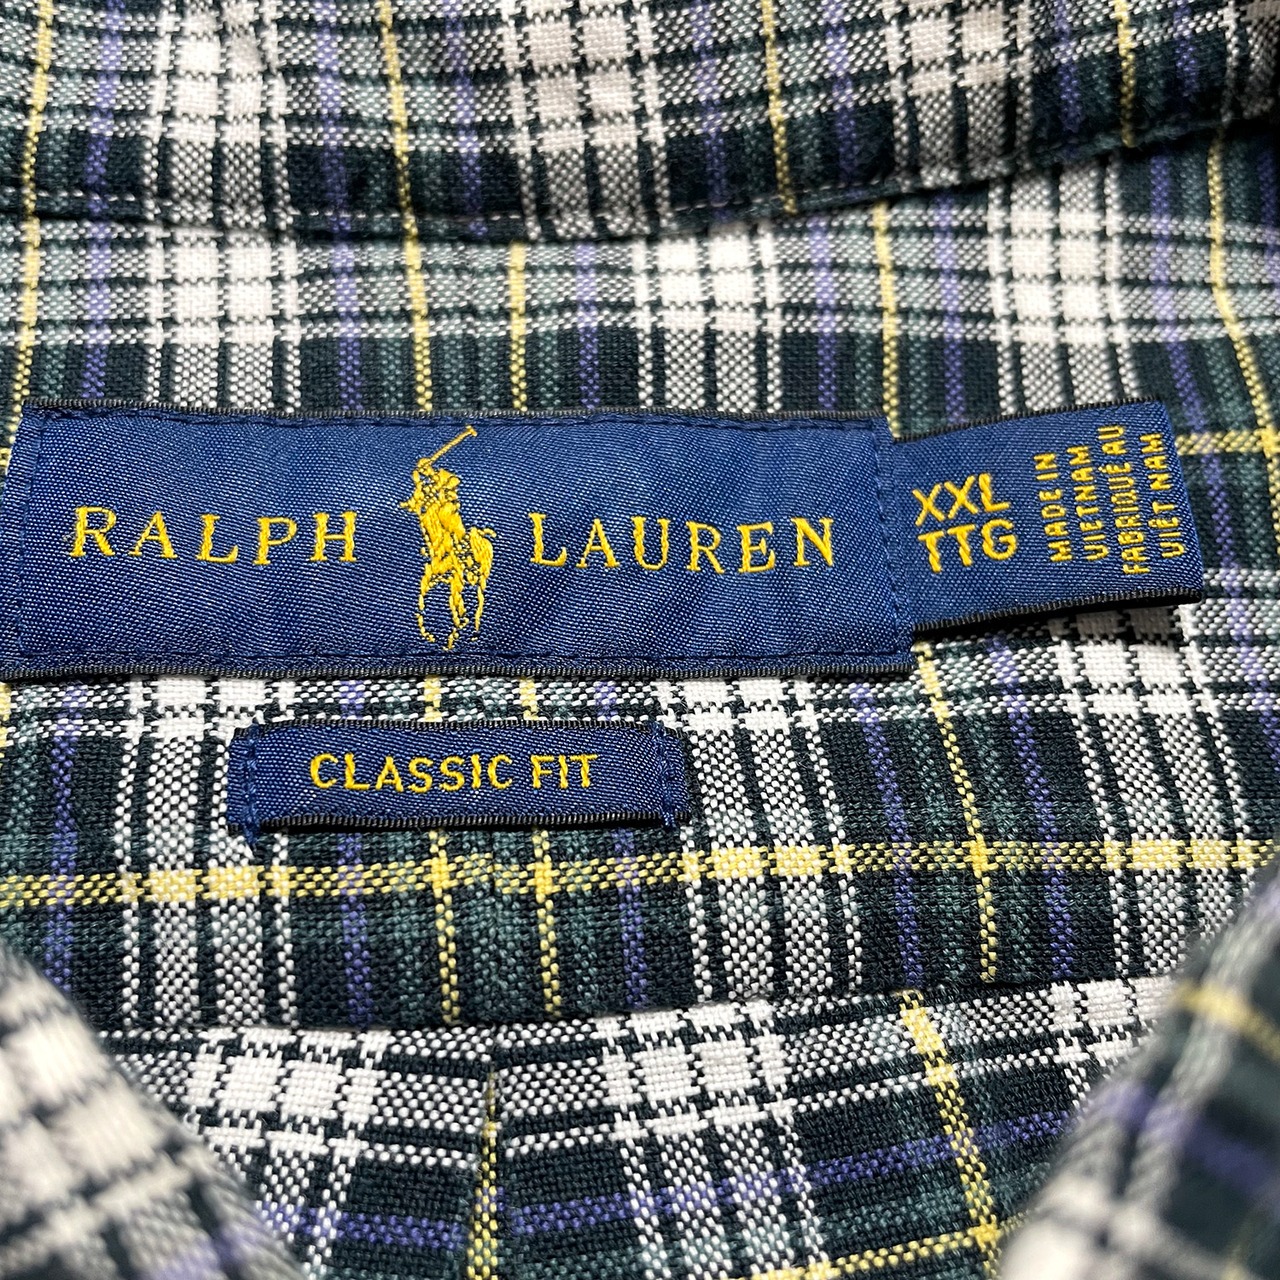 RALPH LAUREN
XXL
TTG
MADE IN
VIETNAM
FABRIQUÉ AU
VIÊT NAM
CLASSIC FIT